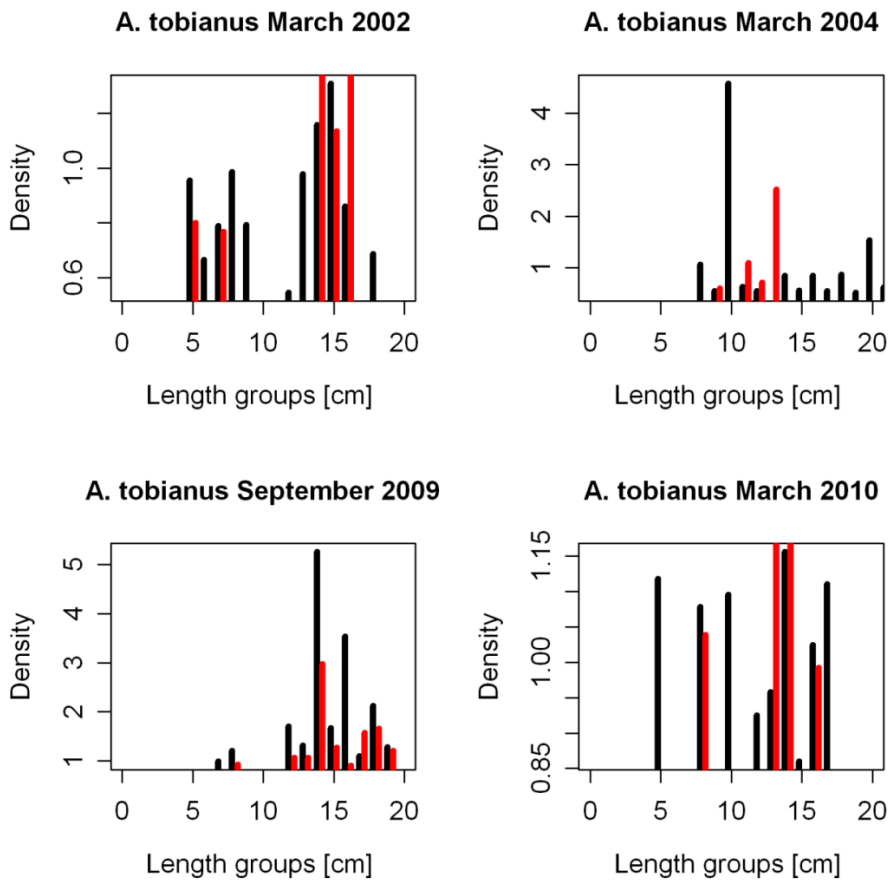 A. tobianus March 2002
Density
1.0
0.6
0 5 10 15 20
Length groups [cm]
A. tobianus March 2004
Density
4
3
2
1
0 5 10 15 20
Length groups [cm]
A. tobianus September 2009
Density
5
4
3
2
1
0 5 10 15 20
Length groups [cm]
A. tobianus March 2010
Density
1.15
1.00
0.85
0 5 10 15 20
Length groups [cm]